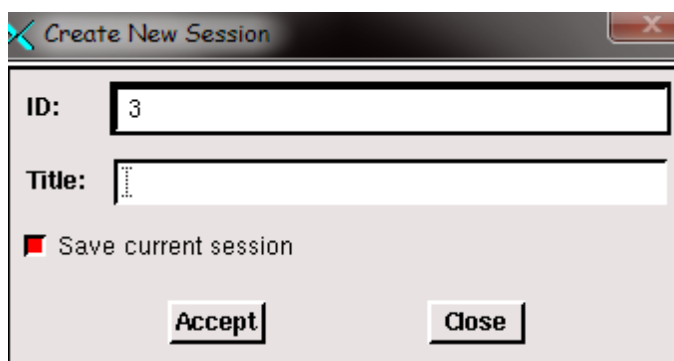 Create New Session
ID: 3
Title:
Save current session
Accept Close